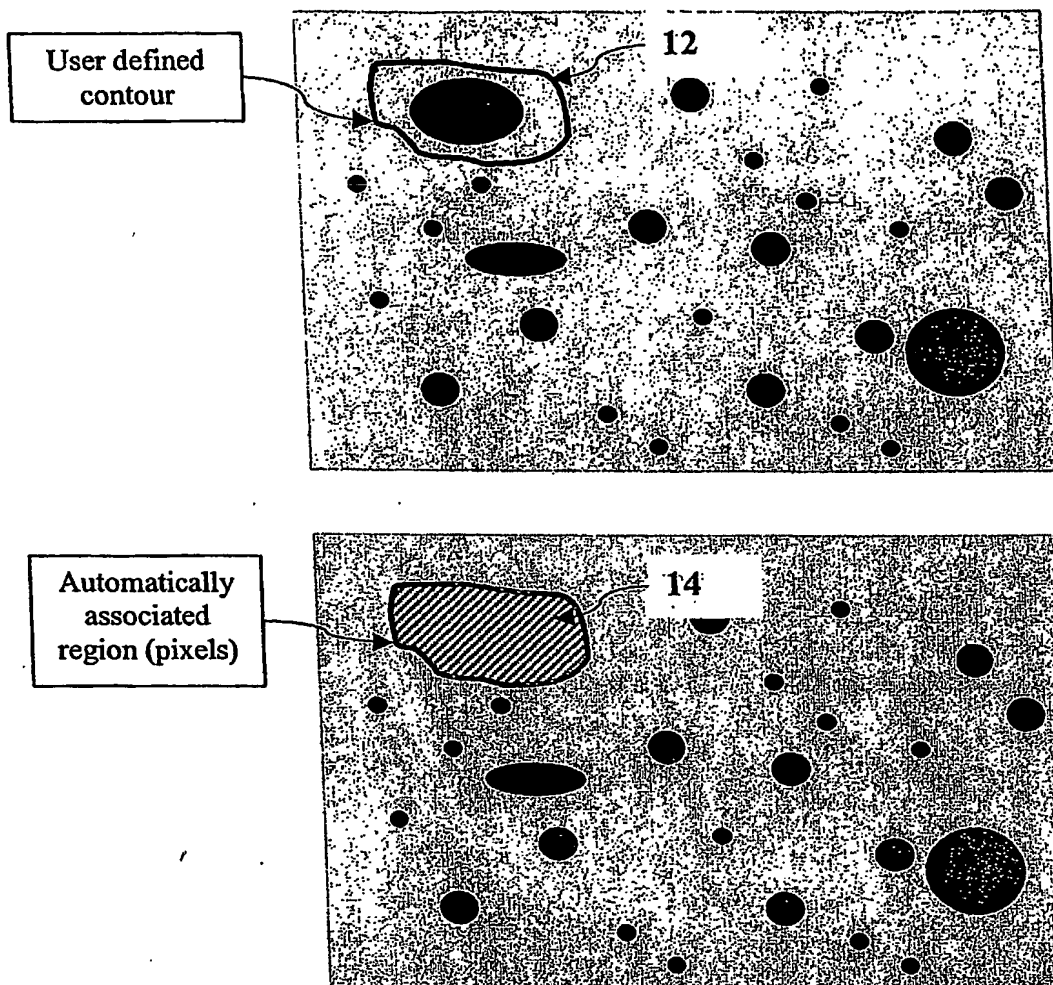 User defined
contour
12
Automatically
associated
region (pixels)
14